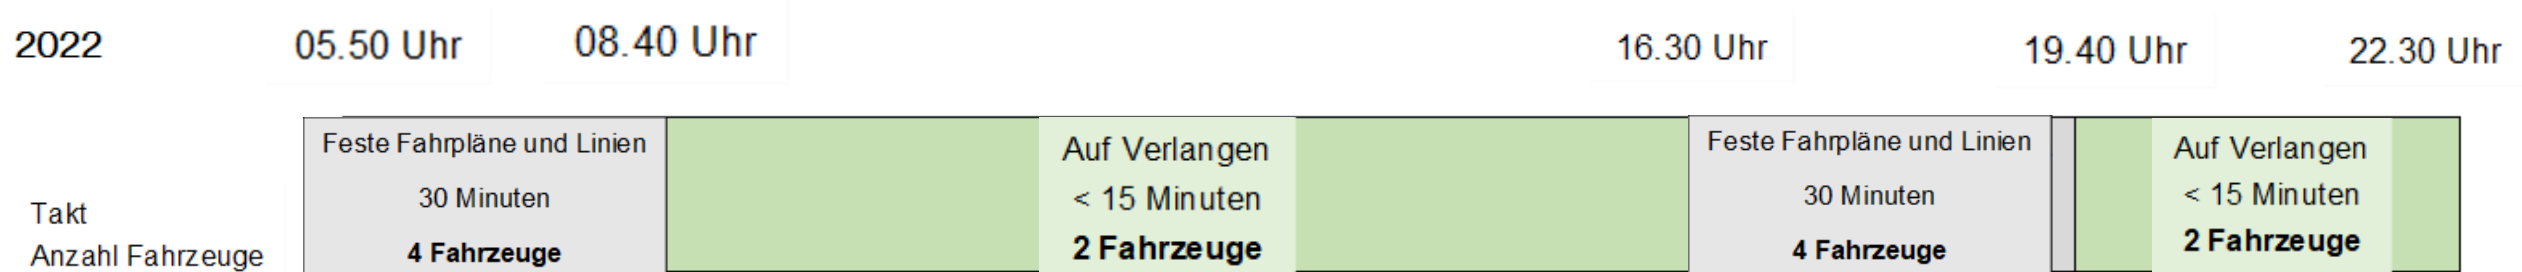 2022 05.50 Uhr 08.40 Uhr 16.30 Uhr 19.40 Uhr 22.30 Uhr
Feste Fahrpläne und Linien Auf Verlangen Feste Fahrpläne und Linien Auf Verlangen
30 Minuten < 15 Minuten 30 Minuten < 15 Minuten
Takt
Anzahl Fahrzeuge 4 Fahrzeuge 2 Fahrzeuge 4 Fahrzeuge 2 Fahrzeuge